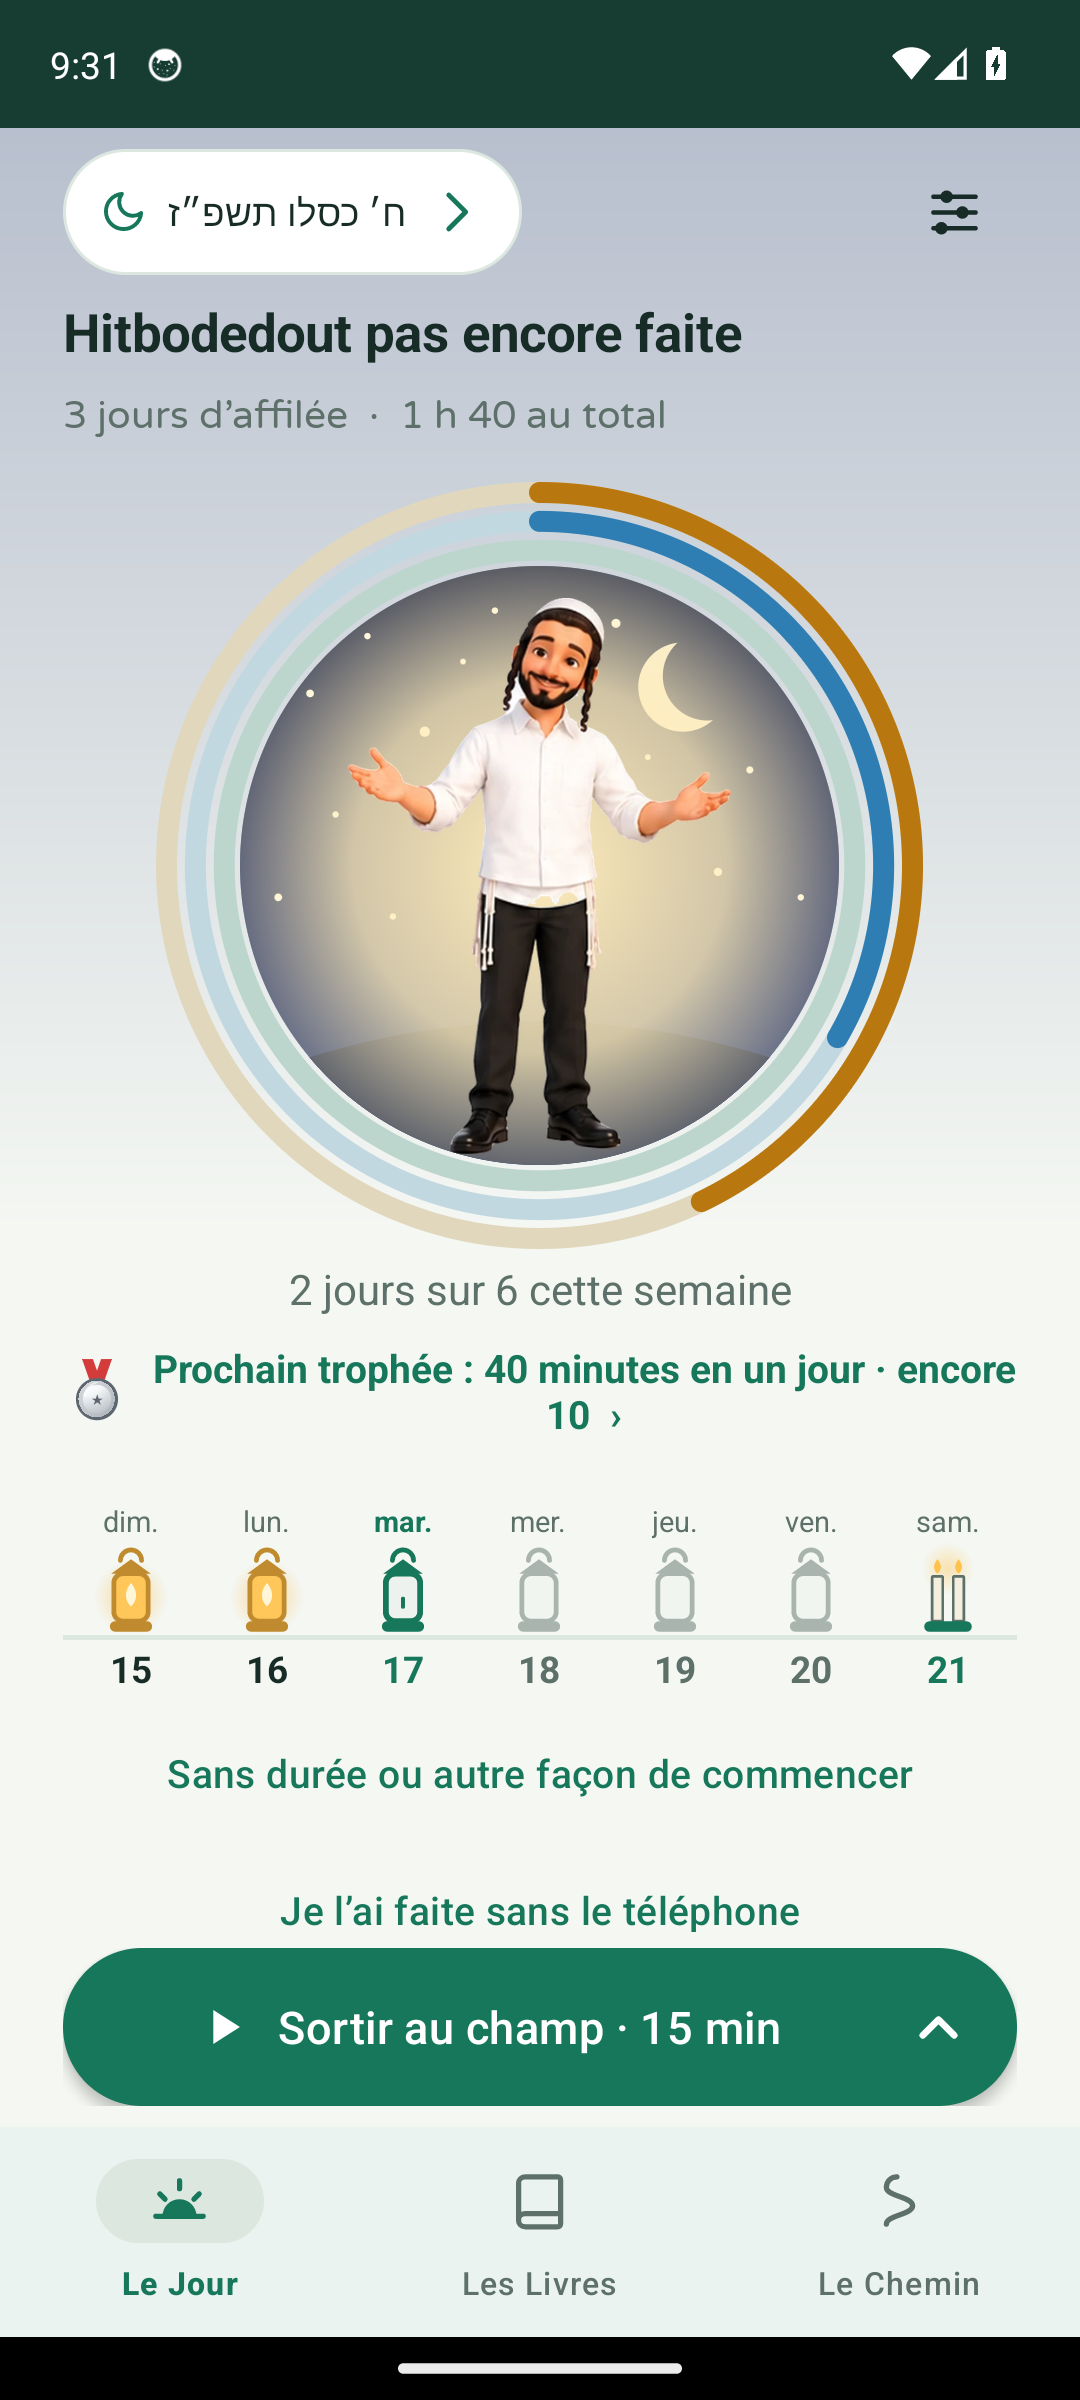 9:31
ח׳ כסלו תשפ״ז
Hitbodedout pas encore faite
3 jours d’affilée · 1 h 40 au total
2 jours sur 6 cette semaine
Prochain trophée : 40 minutes en un jour · encore
10 ›
dim. lun. mar. mer. jeu. ven. sam.
15 16 17 18 19 20 21
Sans durée ou autre façon de commencer
Je l’ai faite sans le téléphone
Sortir au champ · 15 min
Le Jour Les Livres Le Chemin